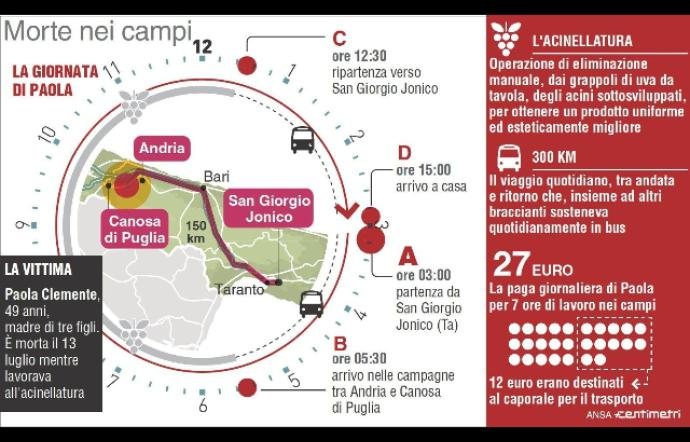 Morte nei campi
LA GIORNATA
DI PAOLA
12
1
2
3
4
5
6
7
9
10
11
C
ore 12:30
ripartenza verso
San Giorgio Jonico
D
ore 15:00
arrivo a casa
A
ore 03:00
partenza da
San Giorgio
Jonico (Ta)
B
ore 05:30
arrivo nelle campagne
tra Andria e Canosa
di Puglia
Andria
Bari
Canosa
di Puglia
San Giorgio
Jonico
150
km
Taranto
LA VITTIMA
Paola Clemente,
49 anni,
madre di tre figli.
È morta il 13
luglio mentre
lavorava
all'acinellatura
L'ACINELLATURA
Operazione di eliminazione
manuale, dai grappoli di uva da
tavola, degli acini sottosviluppati,
per ottenere un prodotto uniforme
ed esteticamente migliore
300 KM
Il viaggio quotidiano, tra andata
e ritorno che, insieme ad altri
braccianti sosteneva
quotidianamente in bus
27 EURO
La paga giornaliera di Paola
per 7 ore di lavoro nei campi
12 euro erano destinati
al caporale per il trasporto
ANSA centimetri